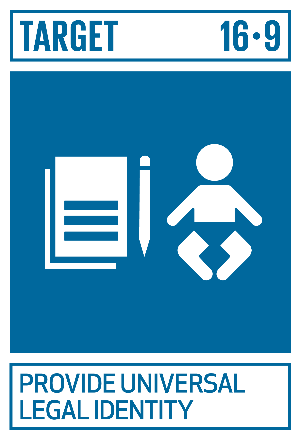 TARGET 16·9
PROVIDE UNIVERSAL
LEGAL IDENTITY